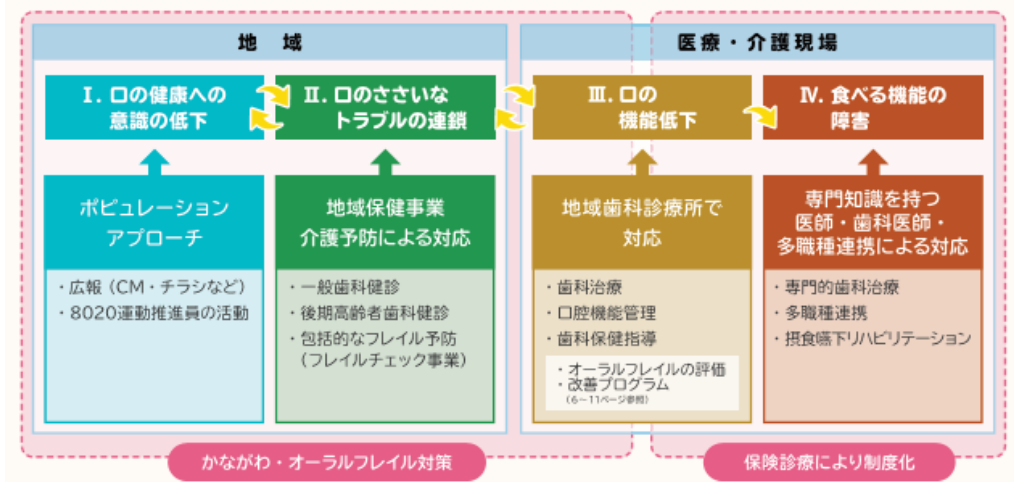 地 域
医療・介護現場
Ⅰ. 口の健康への
意識の低下
Ⅱ. 口のささいな
トラブルの連鎖
Ⅲ. 口の
機能低下
Ⅳ. 食べる機能の
障害
ポピュレーション
アプローチ
・広報（CM・チラシなど）
・8020運動推進員の活動
地域保健事業
介護予防による対応
・一般歯科健診
・後期高齢者歯科健診
・包括的なフレイル予防
（フレイルチェック事業）
地域歯科診療所で
対応
・歯科治療
・口腔機能管理
・歯科保健指導
・オーラルフレイルの評価
・改善プログラム
（6〜11ページ参照）
専門知識を持つ
医師・歯科医師・
多職種連携による対応
・専門的歯科治療
・多職種連携
・摂食嚥下リハビリテーション
かながわ・オーラルフレイル対策
保険診療により制度化